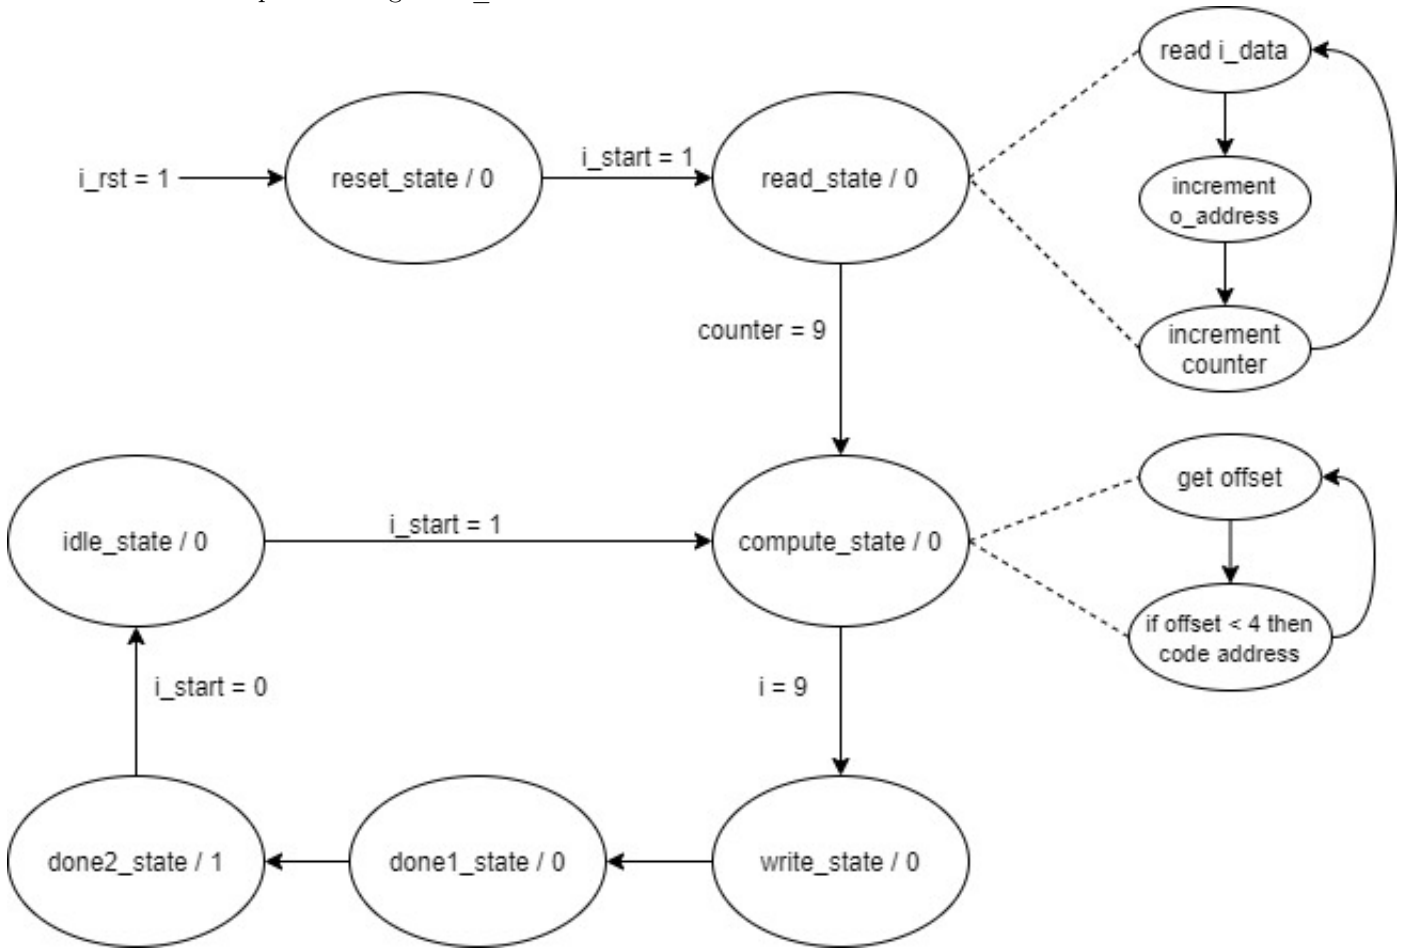 read i_data
i_start = 1
i_rst = 1
reset_state / 0
read_state / 0
increment
o_address
counter = 9
increment
counter
get offset
i_start = 1
idle_state / 0
compute_state / 0
if offset < 4 then
code address
i_start = 0
i = 9
done2_state / 1
done1_state / 0
write_state / 0